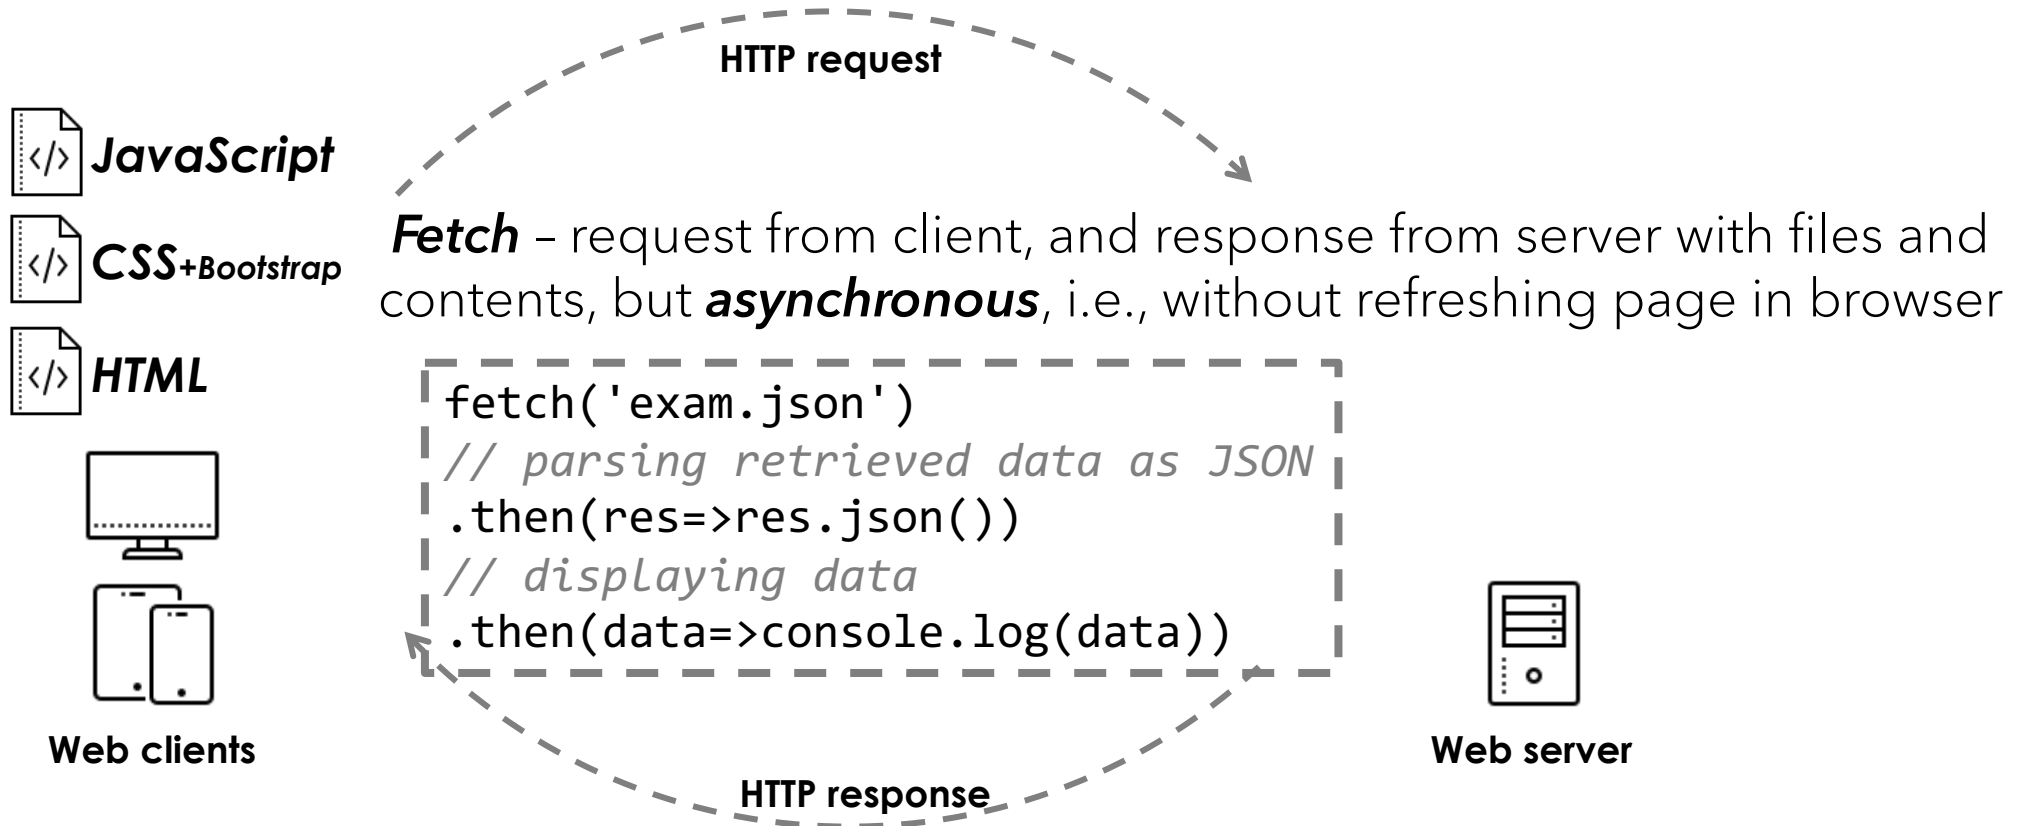 HTTP request
</> JavaScript
</> CSS+Bootstrap
</> HTML
Fetch – request from client, and response from server with files and
contents, but asynchronous, i.e., without refreshing page in browser
fetch('exam.json')
// parsing retrieved data as JSON
.then(res=>res.json())
// displaying data
.then(data=>console.log(data))
Web clients
Web server
HTTP response